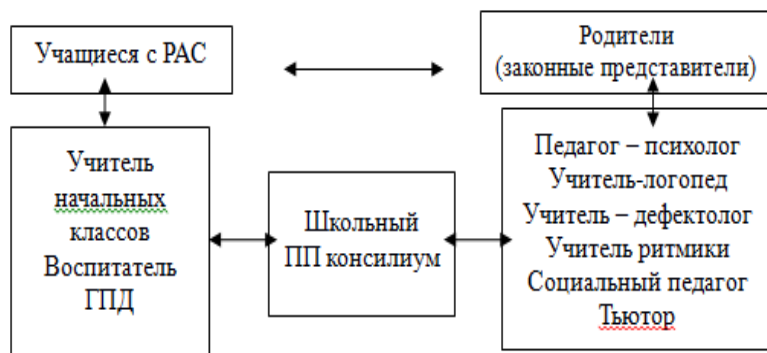 Учащиеся с РАС
Родители
(законные представители)
Учитель
начальных
классов
Воспитатель
ГПД
Школьный
ПП консилиум
Педагог – психолог
Учитель-логопед
Учитель – дефектолог
Учитель ритмики
Социальный педагог
Тьютор